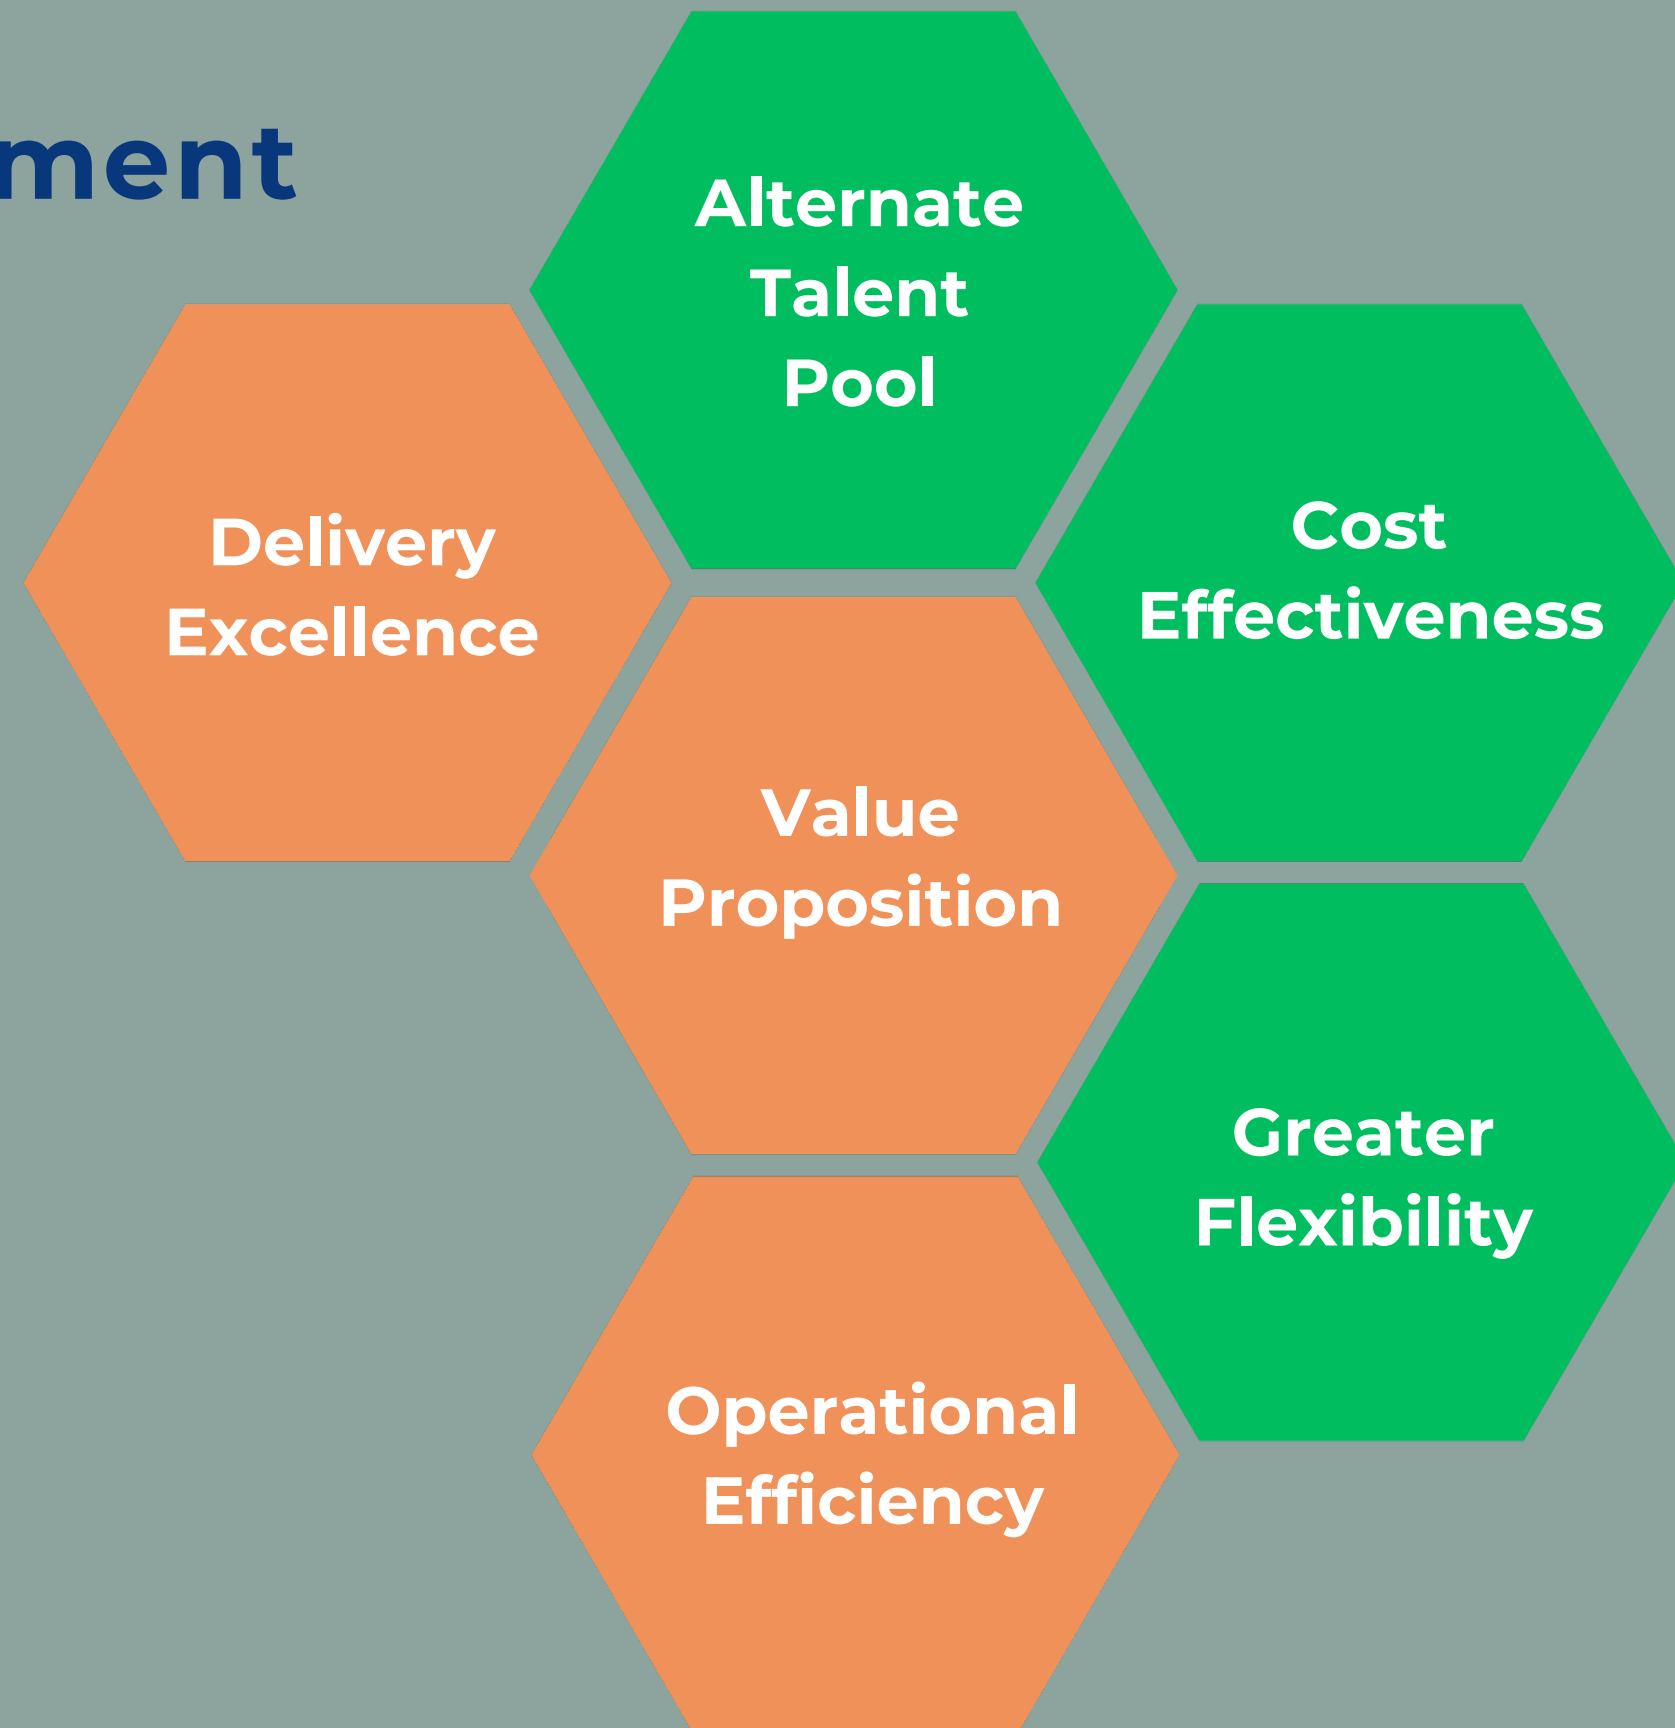 ment
Alternate
Talent
Pool
Delivery
Excellence
Cost
Effectiveness
Value
Proposition
Greater
Flexibility
Operational
Efficiency